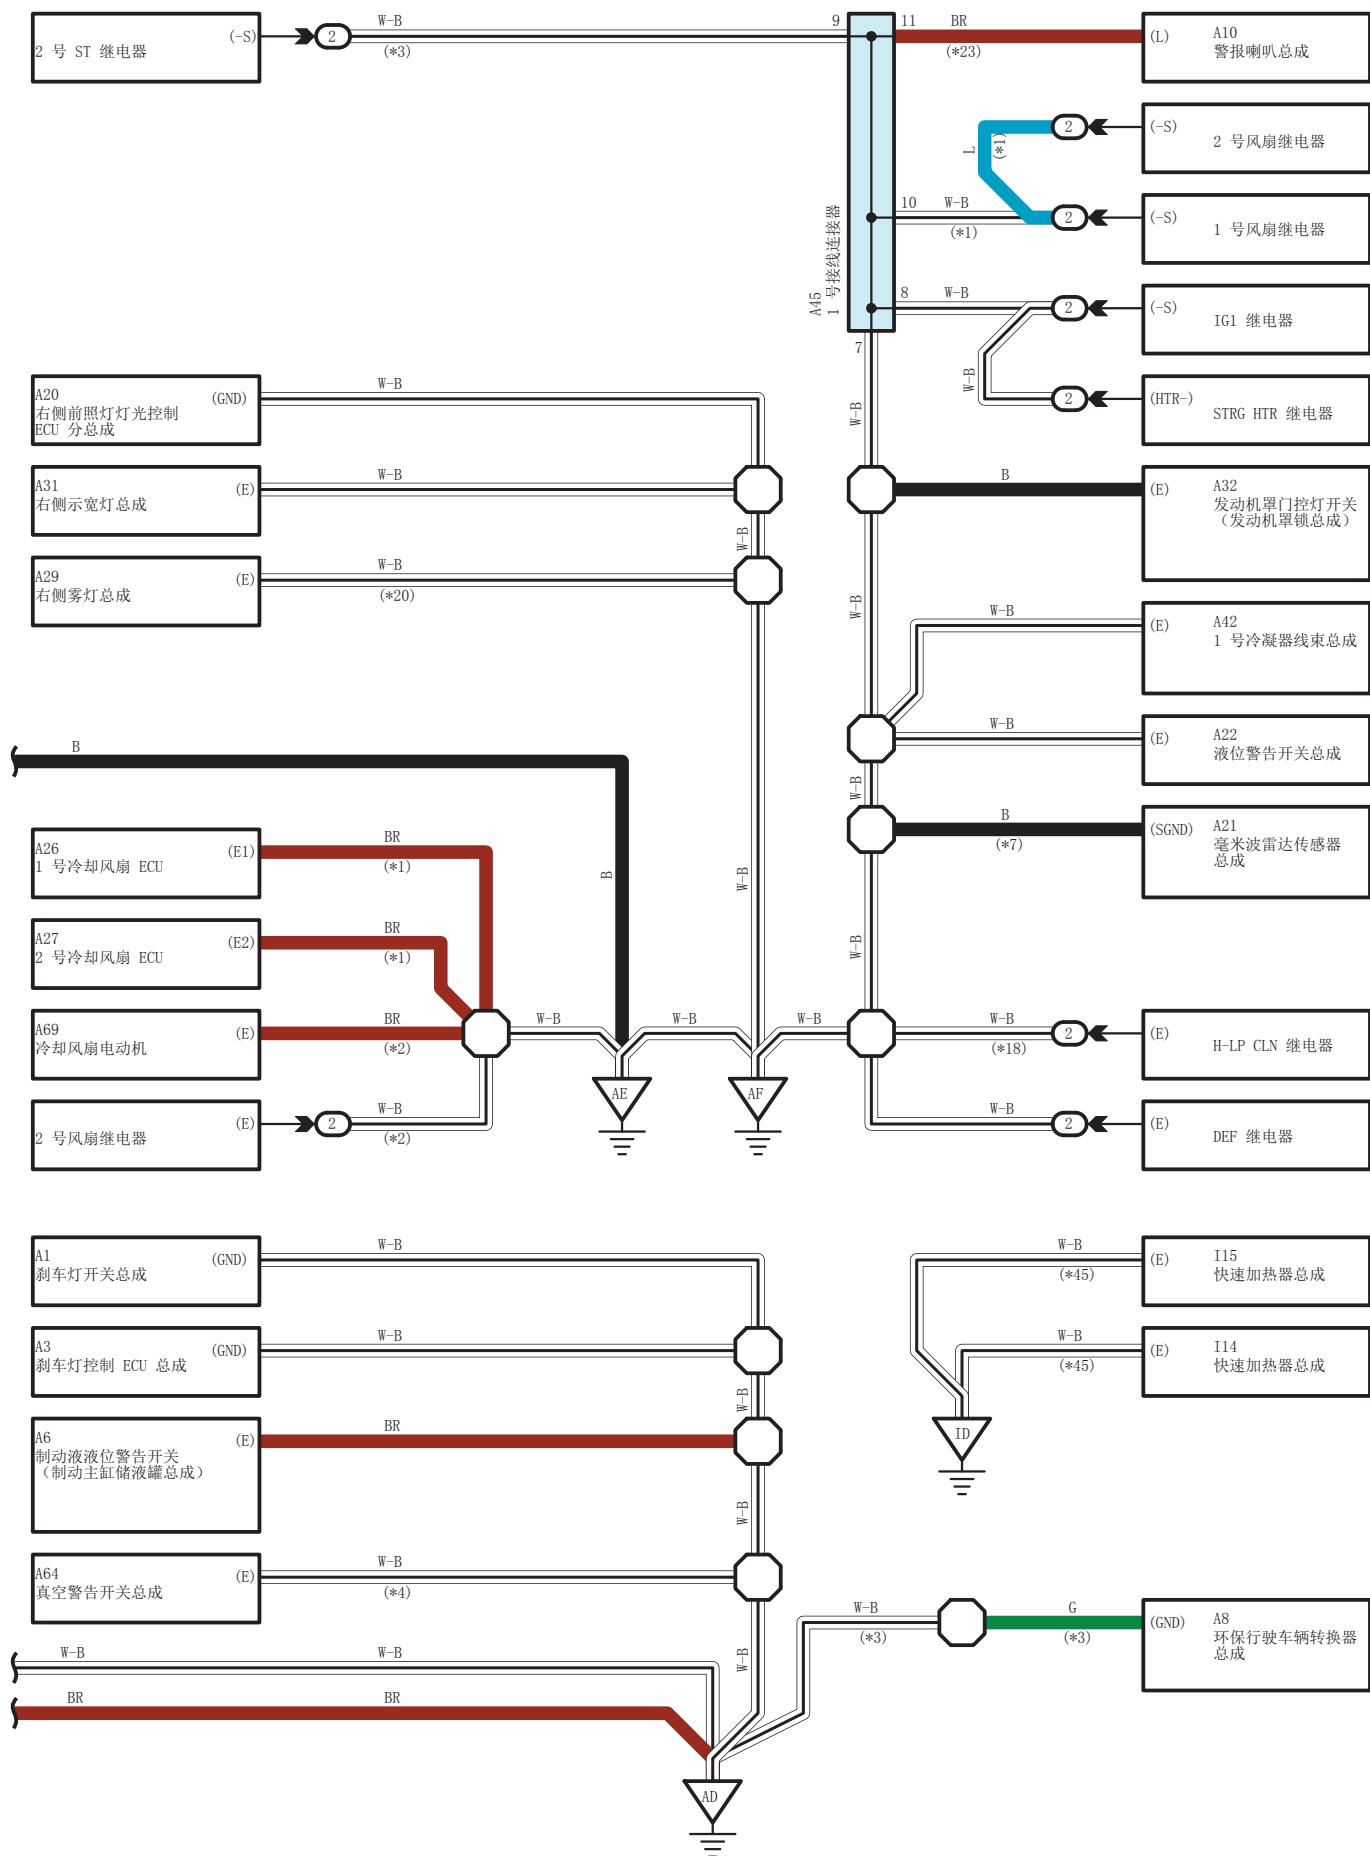 2 号 ST 继电器
(-S)
2
W-B
(*3)
9
11
BR
(*23)
(L)
A10
警报喇叭总成
L
(*1)
2
(-S)
2 号风扇继电器
A45
1 号接线连接器
10
W-B
(*1)
2
(-S)
1 号风扇继电器
8
W-B
2
(-S)
IG1 继电器
7
W-B
W-B
2
(HTR-)
STRG HTR 继电器
A20
右侧前照灯灯光控制
ECU 分总成
(GND)
W-B
A31
右侧示宽灯总成
(E)
W-B
W-B
B
(E)
A32
发动机罩门控灯开关
（发动机罩锁总成）
A29
右侧雾灯总成
(E)
W-B
(*20)
W-B
W-B
(E)
A42
1 号冷凝器线束总成
B
W-B
(E)
A22
液位警告开关总成
W-B
B
(*7)
(SGND)
A21
毫米波雷达传感器
总成
A26
1 号冷却风扇 ECU
(E1)
BR
(*1)
B
W-B
W-B
A27
2 号冷却风扇 ECU
(E2)
BR
(*1)
A69
冷却风扇电动机
(E)
BR
(*2)
W-B
W-B
W-B
W-B
(*18)
2
(E)
H-LP CLN 继电器
AE
AF
2 号风扇继电器
(E)
2
W-B
(*2)
W-B
2
(E)
DEF 继电器
A1
刹车灯开关总成
(GND)
W-B
W-B
(*45)
(E)
I15
快速加热器总成
A3
刹车灯控制 ECU 总成
(GND)
W-B
W-B
W-B
(*45)
(E)
I14
快速加热器总成
A6
制动液液位警告开关
（制动主缸储液罐总成）
(E)
BR
W-B
ID
A64
真空警告开关总成
(E)
W-B
(*4)
W-B
W-B
(*3)
G
(*3)
(GND)
A8
环保行驶车辆转换器
总成
W-B
W-B
BR
BR
AD